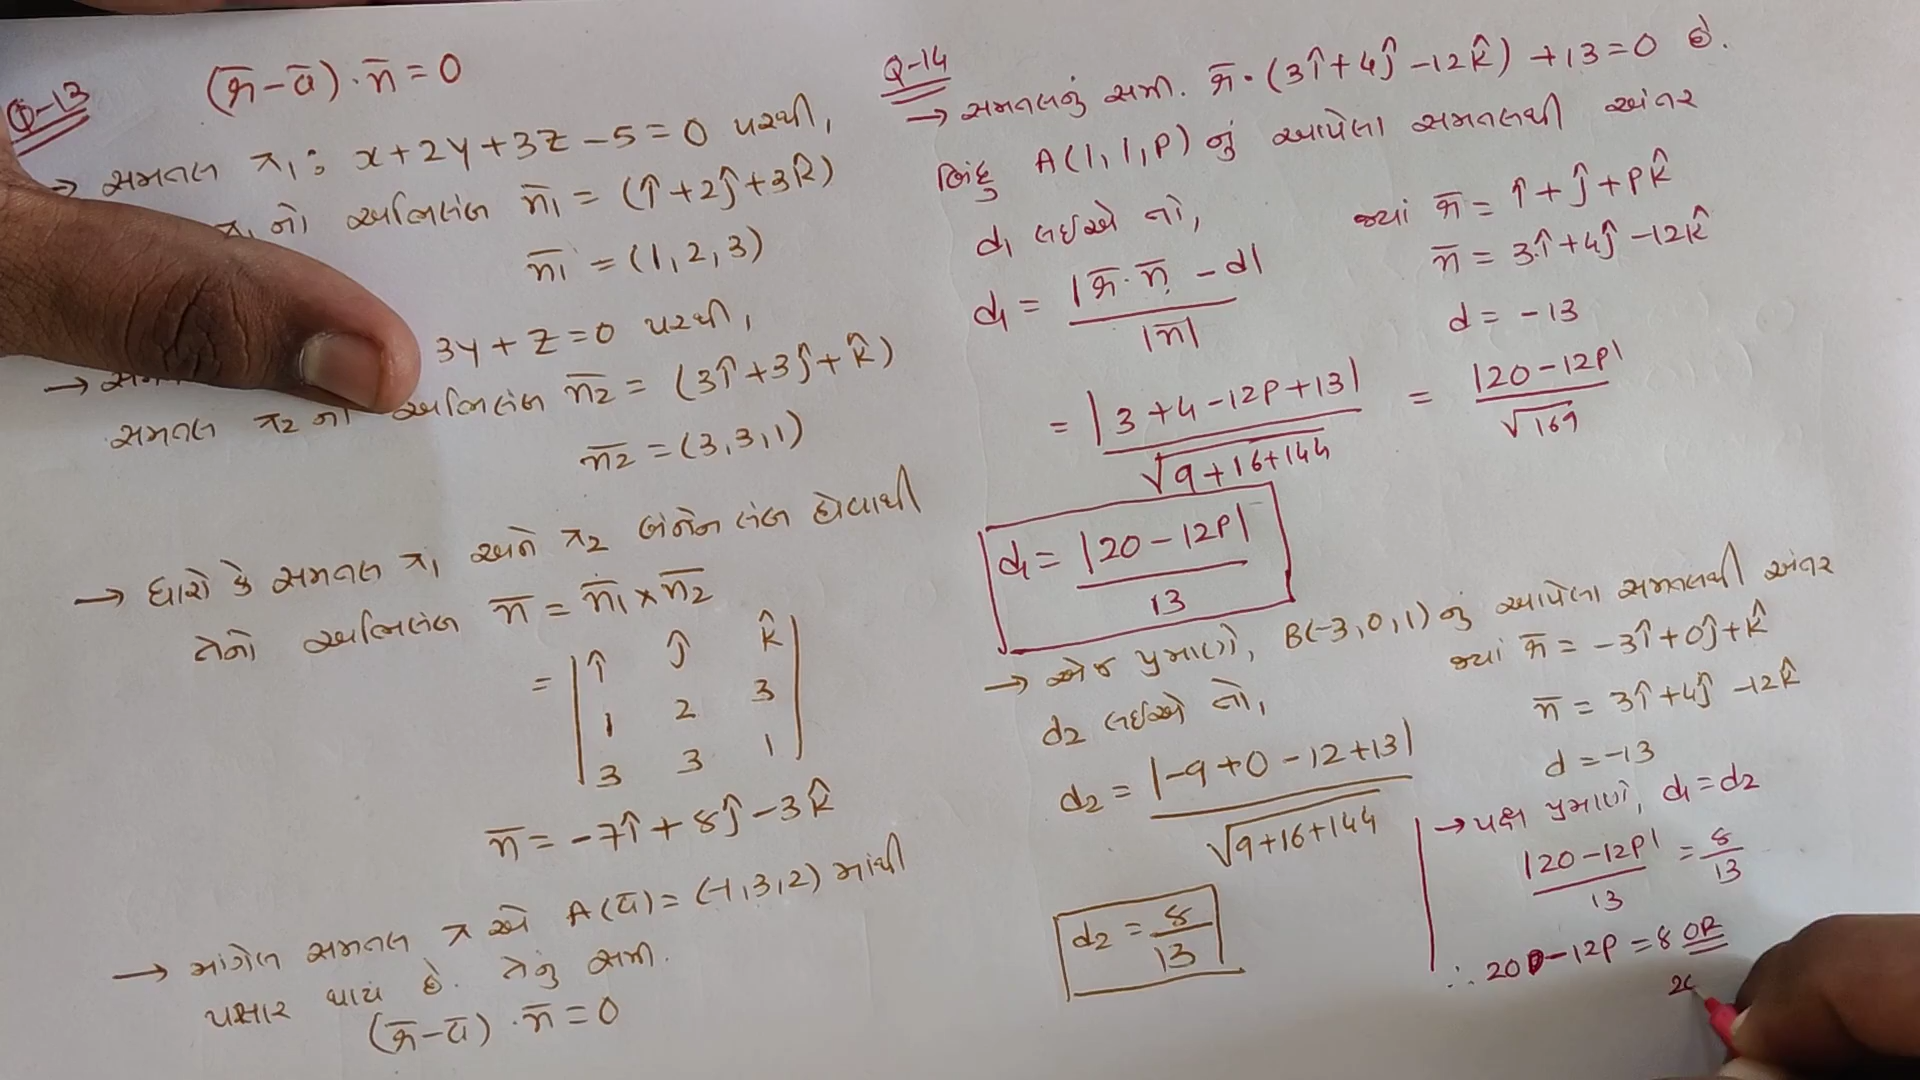 Q-13
(r̄-ā)·n̄=0
→ સમતલ π₁: x+2y+3z-5=0 પરથી,
π₁ નો અભિલંબ n̄₁ = (î+2ĵ+3k̂)
n̄₁ = (1,2,3)
3y+z=0 પરથી,
સમતલ π₂ નો અભિલંબ n̄₂ = (3î+3ĵ+k̂)
n̄₂ = (3,3,1)
→ ધારો કે સમતલ π₁ અને π₂ બંનેને લંબ હોવાથી
તેનો અભિલંબ n̄ = n̄₁×n̄₂
= | î ĵ k̂ |
| 1 2 3 |
| 3 3 1 |
n̄ = -7î+8ĵ-3k̂
→ માંગેલ સમતલ π એ A(ā) = (-1,3,2) માંથી
પસાર થાય છે. તેનું સમી.
(r̄-ā)·n̄=0
Q-14
→ સમતલનું સમી. r̄·(3î+4ĵ-12k̂)+13=0 છે.
બિંદુ A(1,1,P) નું આપેલા સમતલથી અંતર
d₁ લઇએ તો,
જ્યાં r̄ = î+ĵ+Pk̂
n̄ = 3î+4ĵ-12k̂
d = -13
d₁ = |r̄·n̄ - d| / |n̄|
= |3+4-12P+13| / √9+16+144 = |20-12P| / √169
d₁ = |20-12P| / 13
→ એજ પ્રમાણે, B(-3,0,1) નું આપેલા સમતલથી અંતર
d₂ લઇએ તો,
જ્યાં r̄ = -3î+0ĵ+k̂
n̄ = 3î+4ĵ-12k̂
d = -13
d₂ = |-9+0-12+13| / √9+16+144
d₂ = 8/13
→ પક્ષ પ્રમાણે, d₁=d₂
|20-12P| / 13 = 8/13
∴ 20-12P = 8 OR